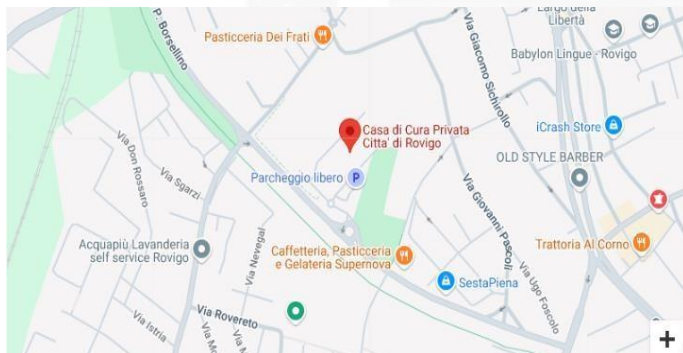 P. Borsellino
Pasticceria Dei Frati
Largo della
Libertà
Via Giacomo Sichirollo
Babylon Lingue - Rovigo
Casa di Cura Privata
Citta' di Rovigo
iCrash Store
Via Don Rossaro
Via Sgarzi
Parcheggio libero
P
OLD STYLE BARBER
Via Giovanni Pascoli
Acquapiù Lavanderia
self service Rovigo
Via Nevegal
Caffetteria, Pasticceria
e Gelateria Supernova
Trattoria Al Corno
SestaPiena
Via Ugo Foscolo
Via Rovereto
Via Istria
+